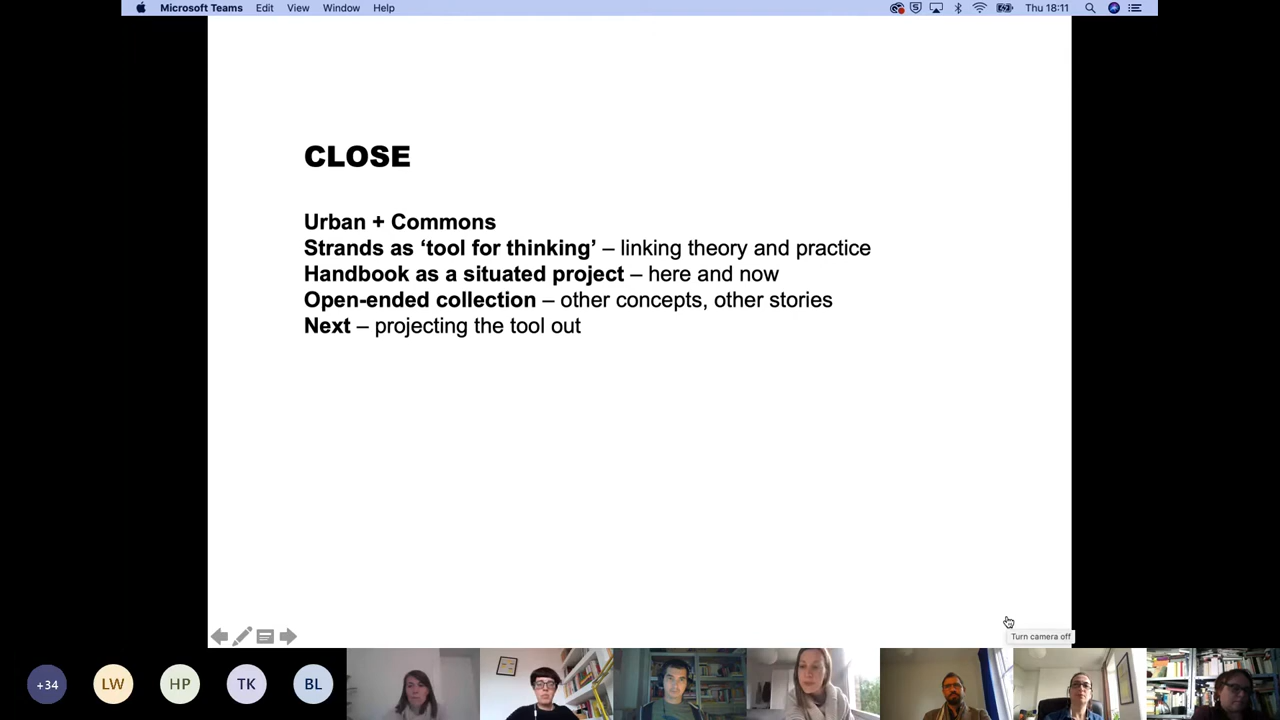 Microsoft Teams Edit View Window Help Thu 18:11
CLOSE
Urban + Commons
Strands as ‘tool for thinking’ – linking theory and practice
Handbook as a situated project – here and now
Open-ended collection – other concepts, other stories
Next – projecting the tool out
Turn camera off
+34 LW HP TK BL